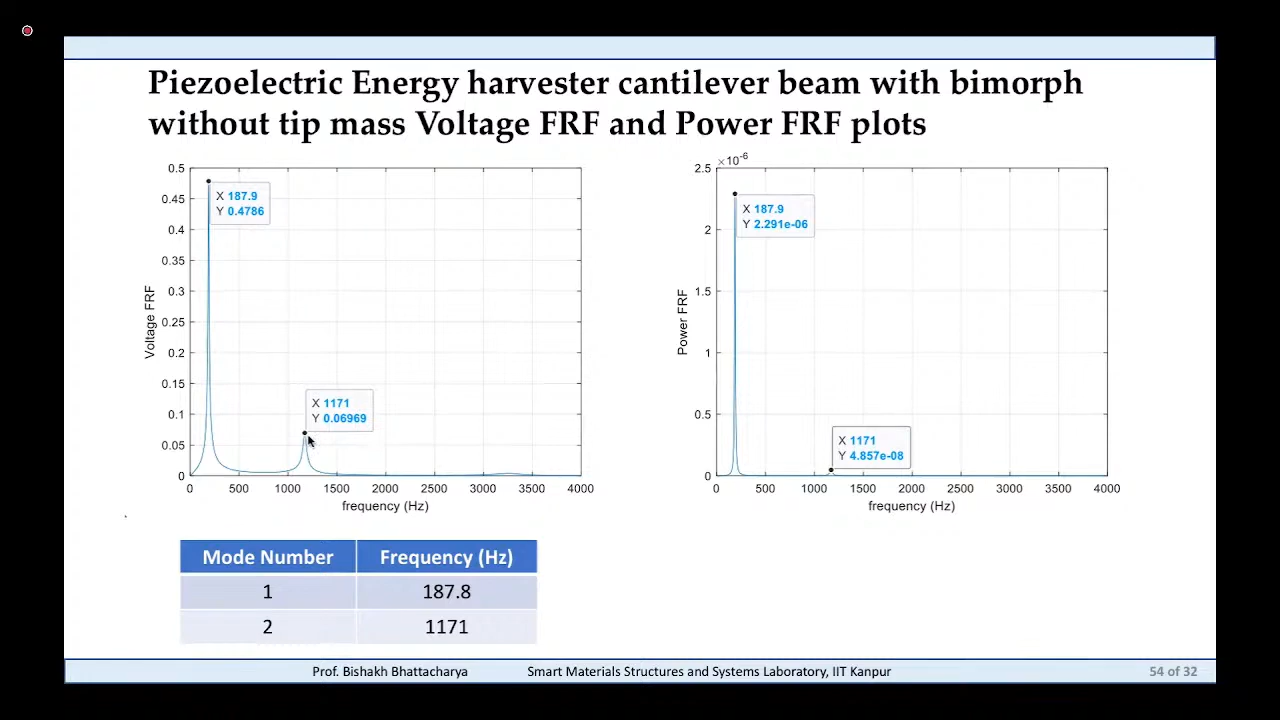 Piezoelectric Energy harvester cantilever beam with bimorph
without tip mass Voltage FRF and Power FRF plots
0.5
0.45
0.4
0.35
0.3
0.25
0.2
0.15
0.1
0.05
0
Voltage FRF
X 187.9
Y 0.4786
X 1171
Y 0.06969
0 500 1000 1500 2000 2500 3000 3500 4000
frequency (Hz)
×10-6
2.5
2
1.5
1
0.5
0
Power FRF
X 187.9
Y 2.291e-06
X 1171
Y 4.857e-08
0 500 1000 1500 2000 2500 3000 3500 4000
frequency (Hz)
Mode Number Frequency (Hz)
1 187.8
2 1171
Prof. Bishakh Bhattacharya Smart Materials Structures and Systems Laboratory, IIT Kanpur 54 of 32